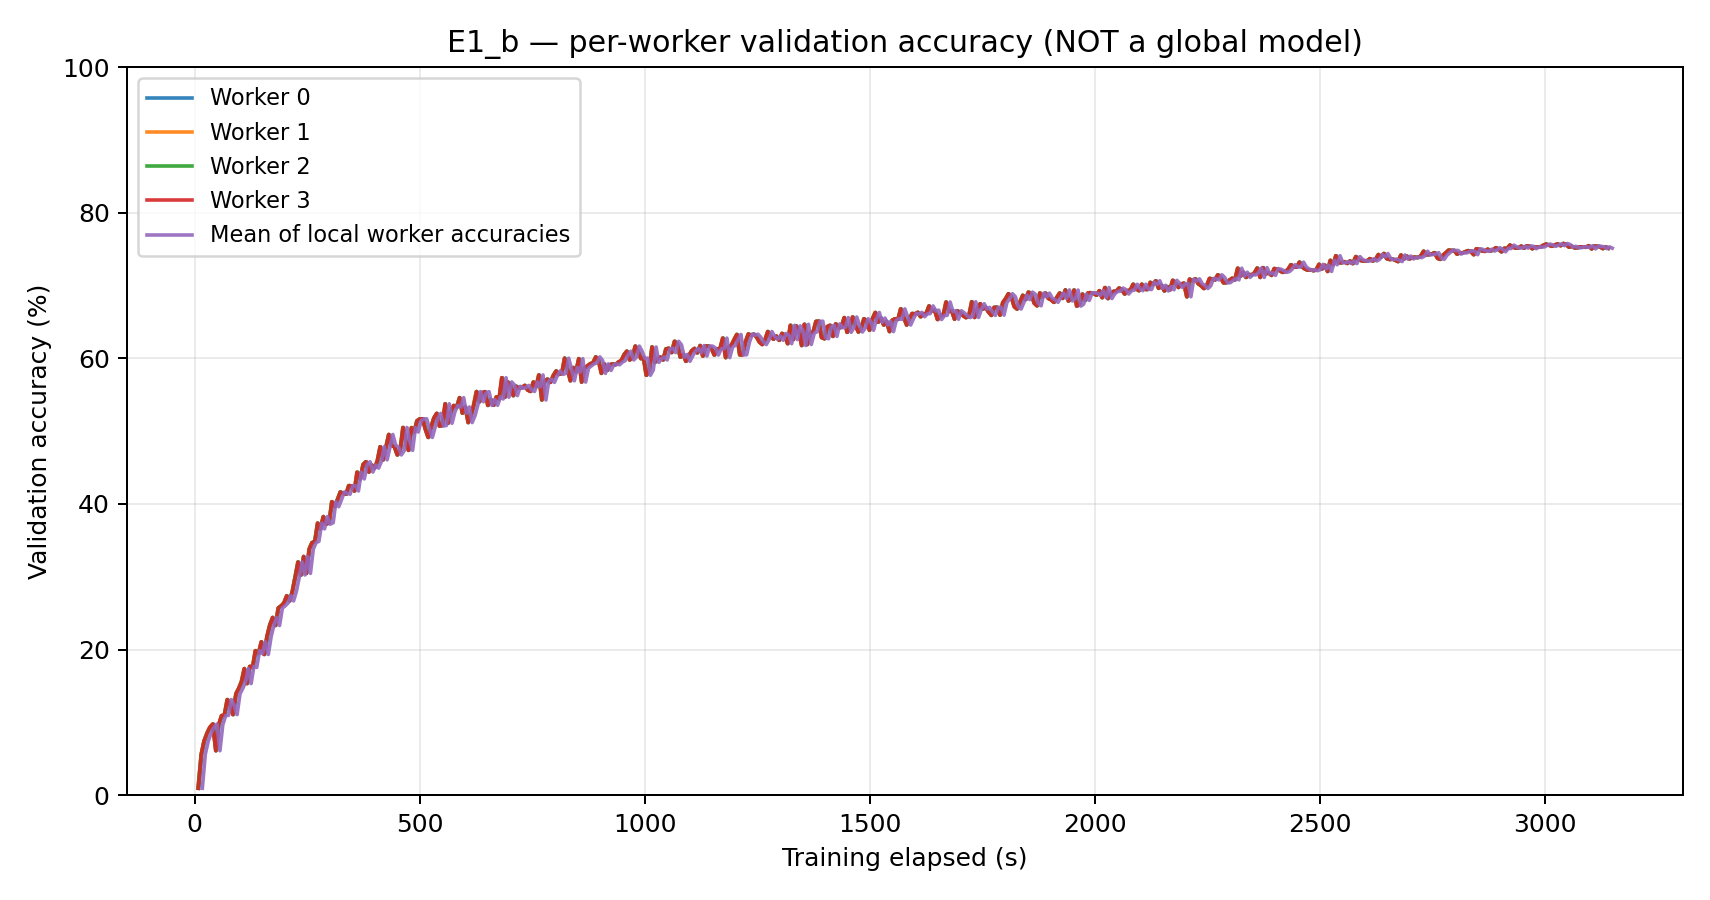 E1_b — per-worker validation accuracy (NOT a global model)
Worker 0
Worker 1
Worker 2
Worker 3
Mean of local worker accuracies
Validation accuracy (%)
100
80
60
40
20
0
0 500 1000 1500 2000 2500 3000
Training elapsed (s)